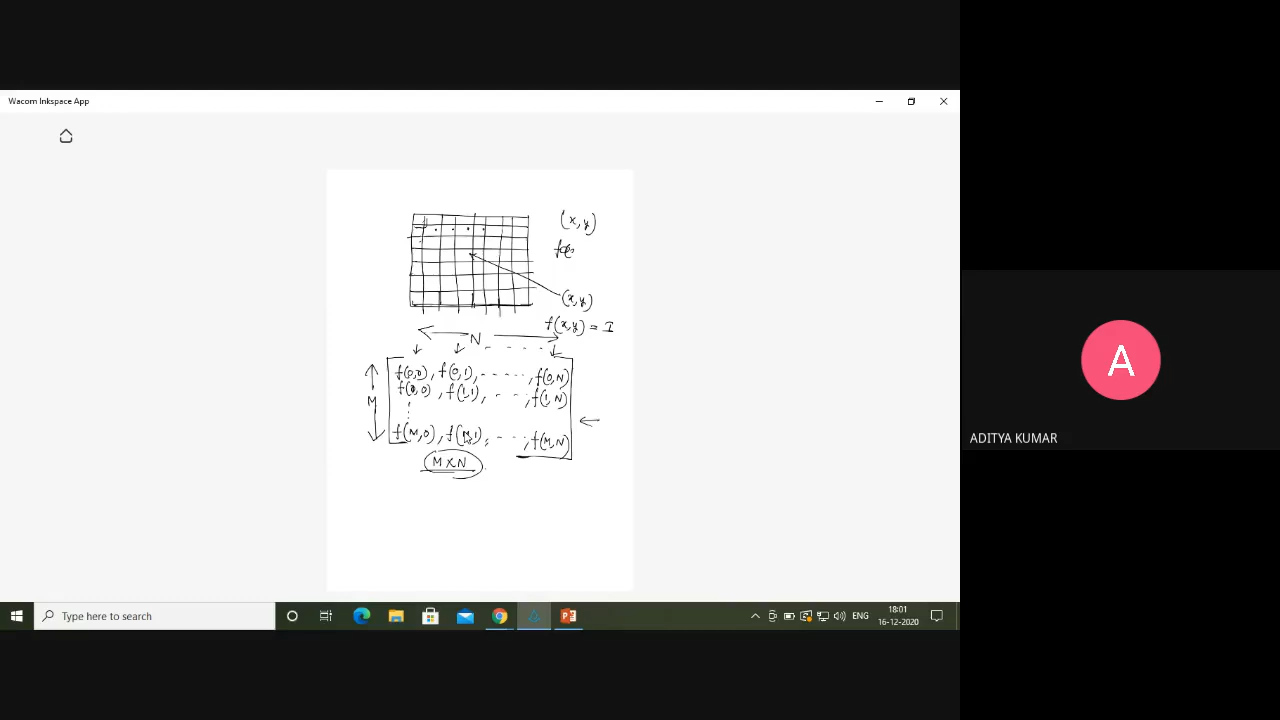 Wacom Inkspace App
(x,y)
(x,y)
f(x,y) = I
N
f(0,0), f(0,1), ------, f(0,N)
f(0,0), f(1,1), ------, f(1,N)
M
f(M,0), f(M,1), ------, f(M,N)
M x N
A
ADITYA KUMAR
Type here to search
ENG
18:01
16-12-2020